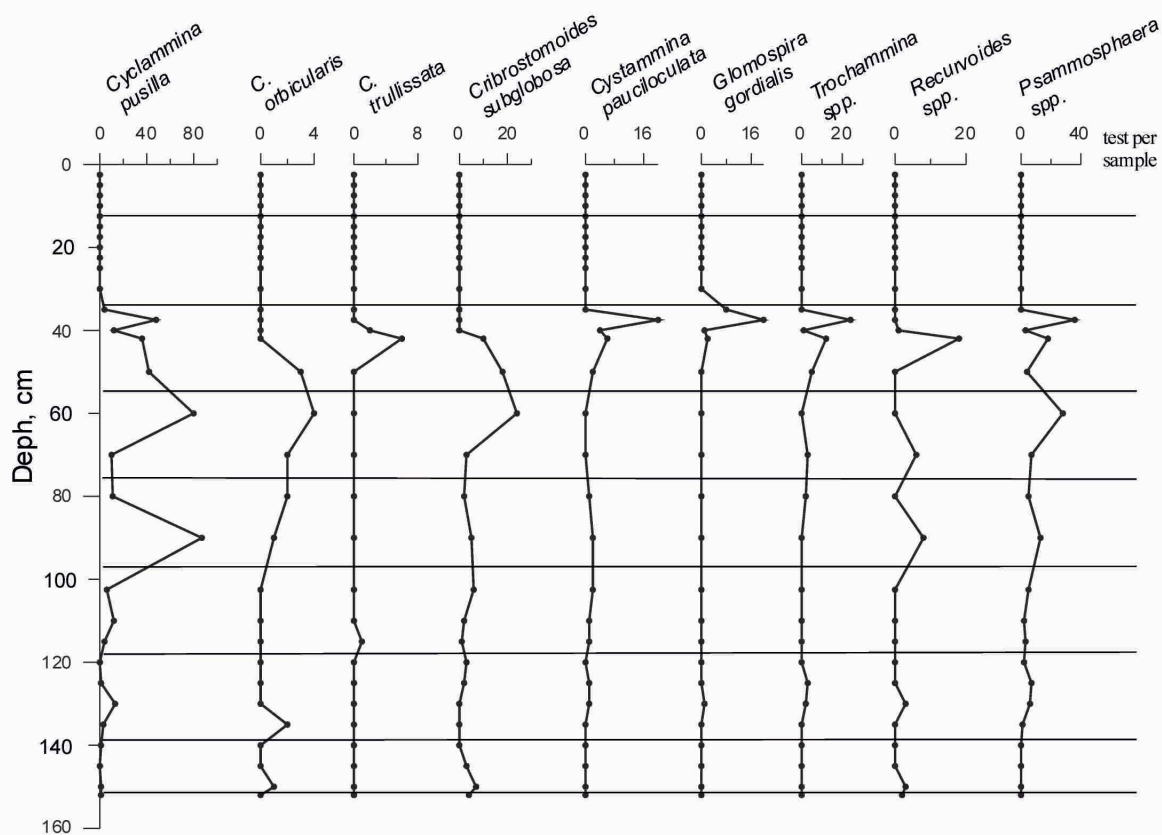 Cyclammina
pusilla
C.
orbicularis
C.
trullissata
Cribrostomoides
subglobosa
Cystammina
pauciloculata
Glomospira
gordialis
Trochammina
spp.
Recurvoides
spp.
Psammosphaera
spp.
0 40 80 0 4 0 8 0 20 0 16 0 16 0 20 0 20 0 40 test per
sample
0
20
40
60
80
100
120
140
160
Deph, cm